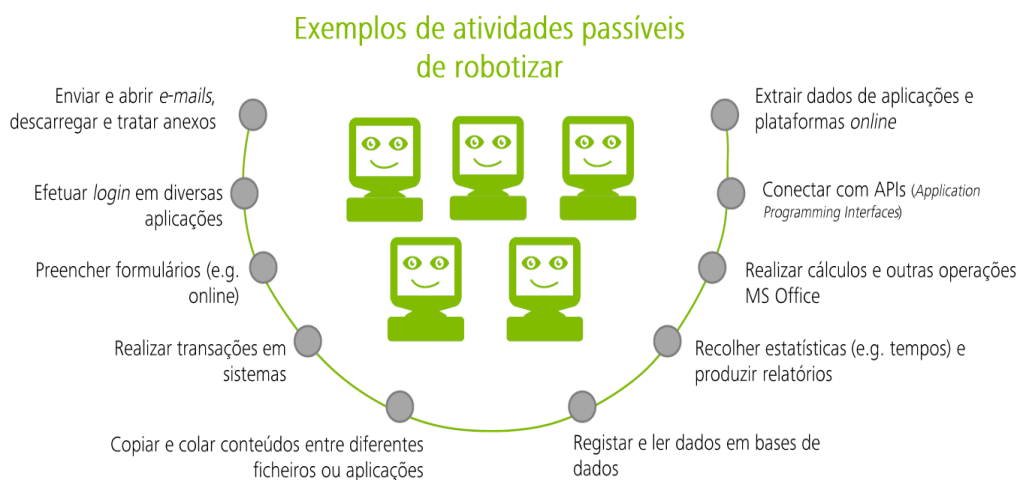 Exemplos de atividades passíveis
de robotizar
Enviar e abrir e-mails,
descarregar e tratar anexos
Efetuar login em diversas
aplicações
Preencher formulários (e.g.
online)
Realizar transações em
sistemas
Copiar e colar conteúdos entre diferentes
ficheiros ou aplicações
Extrair dados de aplicações e
plataformas online
Conectar com APIs (Application
Programming Interfaces)
Realizar cálculos e outras operações
MS Office
Recolher estatísticas (e.g. tempos) e
produzir relatórios
Registar e ler dados em bases de
dados